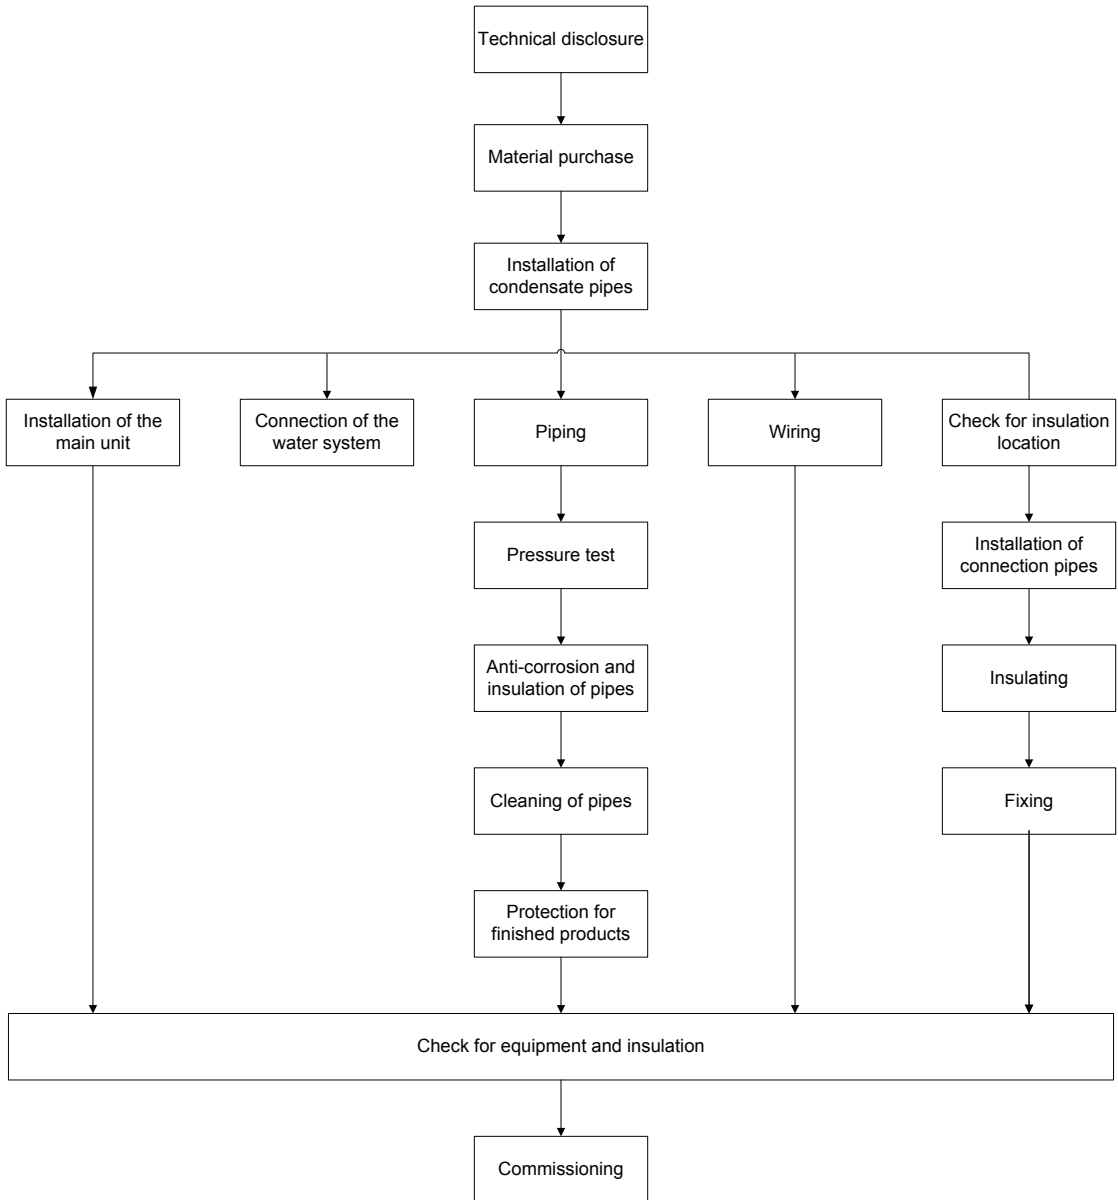 Technical disclosure
Material purchase
Installation of
condensate pipes
Installation of the
main unit
Connection of the
water system
Piping
Wiring
Check for insulation
location
Pressure test
Installation of
connection pipes
Anti-corrosion and
insulation of pipes
Insulating
Cleaning of pipes
Fixing
Protection for
finished products
Check for equipment and insulation
Commissioning